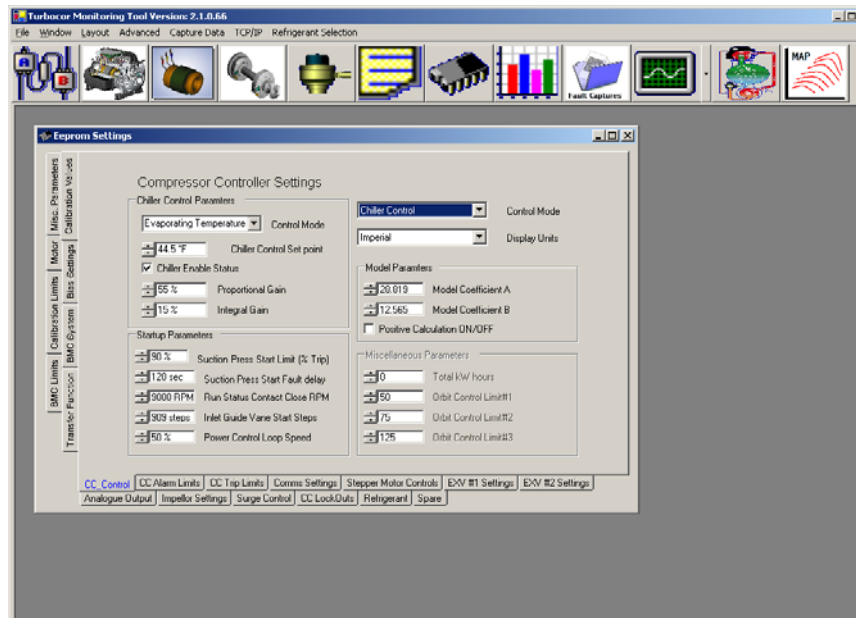 Turbocor Monitoring Tool Version: 2.1.0.66
File Window Layout Advanced Capture Data TCP/IP Refrigerant Selection
A
B
Fault Captures
MAP
Eeprom Settings
Misc. Parameters
Calibration Values
Motor
Bias Settings
Calibration Limits
BMC System
BMC Limits
Transfer Function
Compressor Controller Settings
Chiller Control Paramters
Evaporating Temperature Control Mode
44.5 °F Chiller Control Set point
Chiller Enable Status
55 % Proportional Gain
15 % Integral Gain
Chiller Control Control Mode
Imperial Display Units
Model Paramters
28.819 Model Coefficient A
12.565 Model Coefficient B
Positive Calculation ON/OFF
Startup Parameters
90 % Suction Press Start Limit (% Trip)
120 sec Suction Press Start Fault delay
9000 RPM Run Status Contact Close RPM
909 steps Inlet Guide Vane Start Steps
50 % Power Control Loop Speed
Miscellaneous Parameters
0 Total kW hours
50 Orbit Control Limit#1
75 Orbit Control Limit#2
125 Orbit Control Limit#3
CC_Control CC Alarm Limits CC Trip Limits Comms Settings Stepper Motor Controls EXV #1 Settings EXV #2 Settings
Analogue Output Impellor Settings Surge Control CC LockOuts Refrigerant Spare